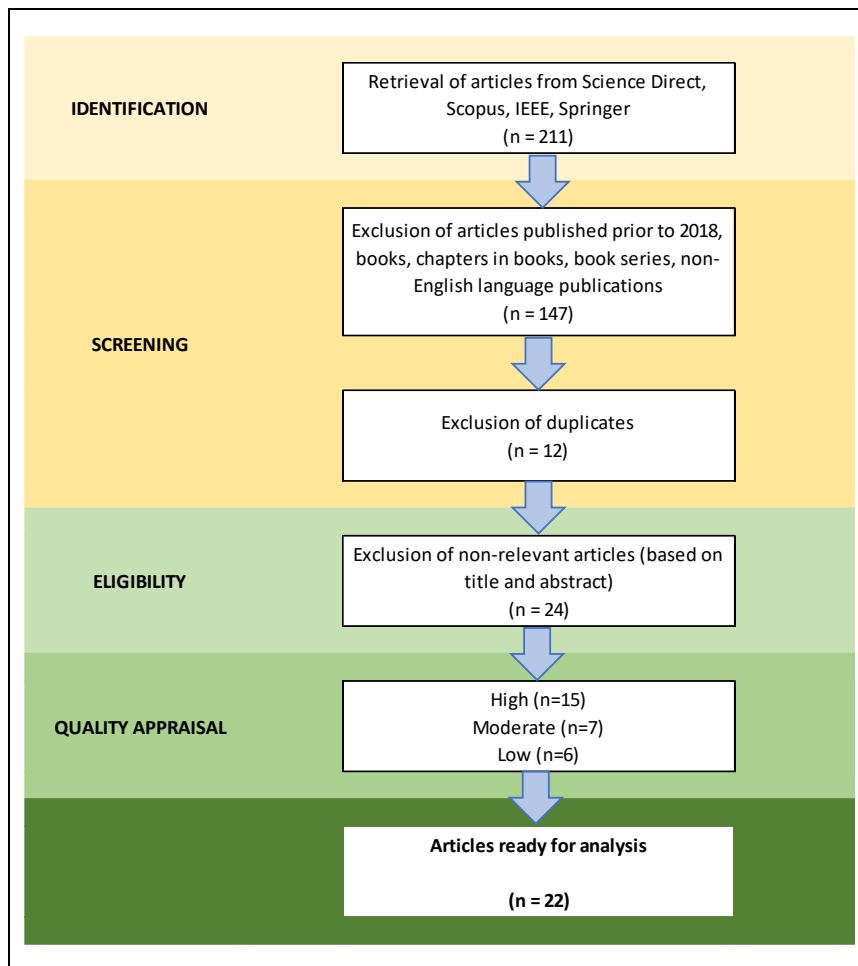 IDENTIFICATION
Retrieval of articles from Science Direct,
Scopus, IEEE, Springer
(n = 211)
SCREENING
Exclusion of articles published prior to 2018,
books, chapters in books, book series, non-
English language publications
(n = 147)
Exclusion of duplicates
(n = 12)
ELIGIBILITY
Exclusion of non-relevant articles (based on
title and abstract)
(n = 24)
QUALITY APPRAISAL
High (n=15)
Moderate (n=7)
Low (n=6)
Articles ready for analysis
(n = 22)